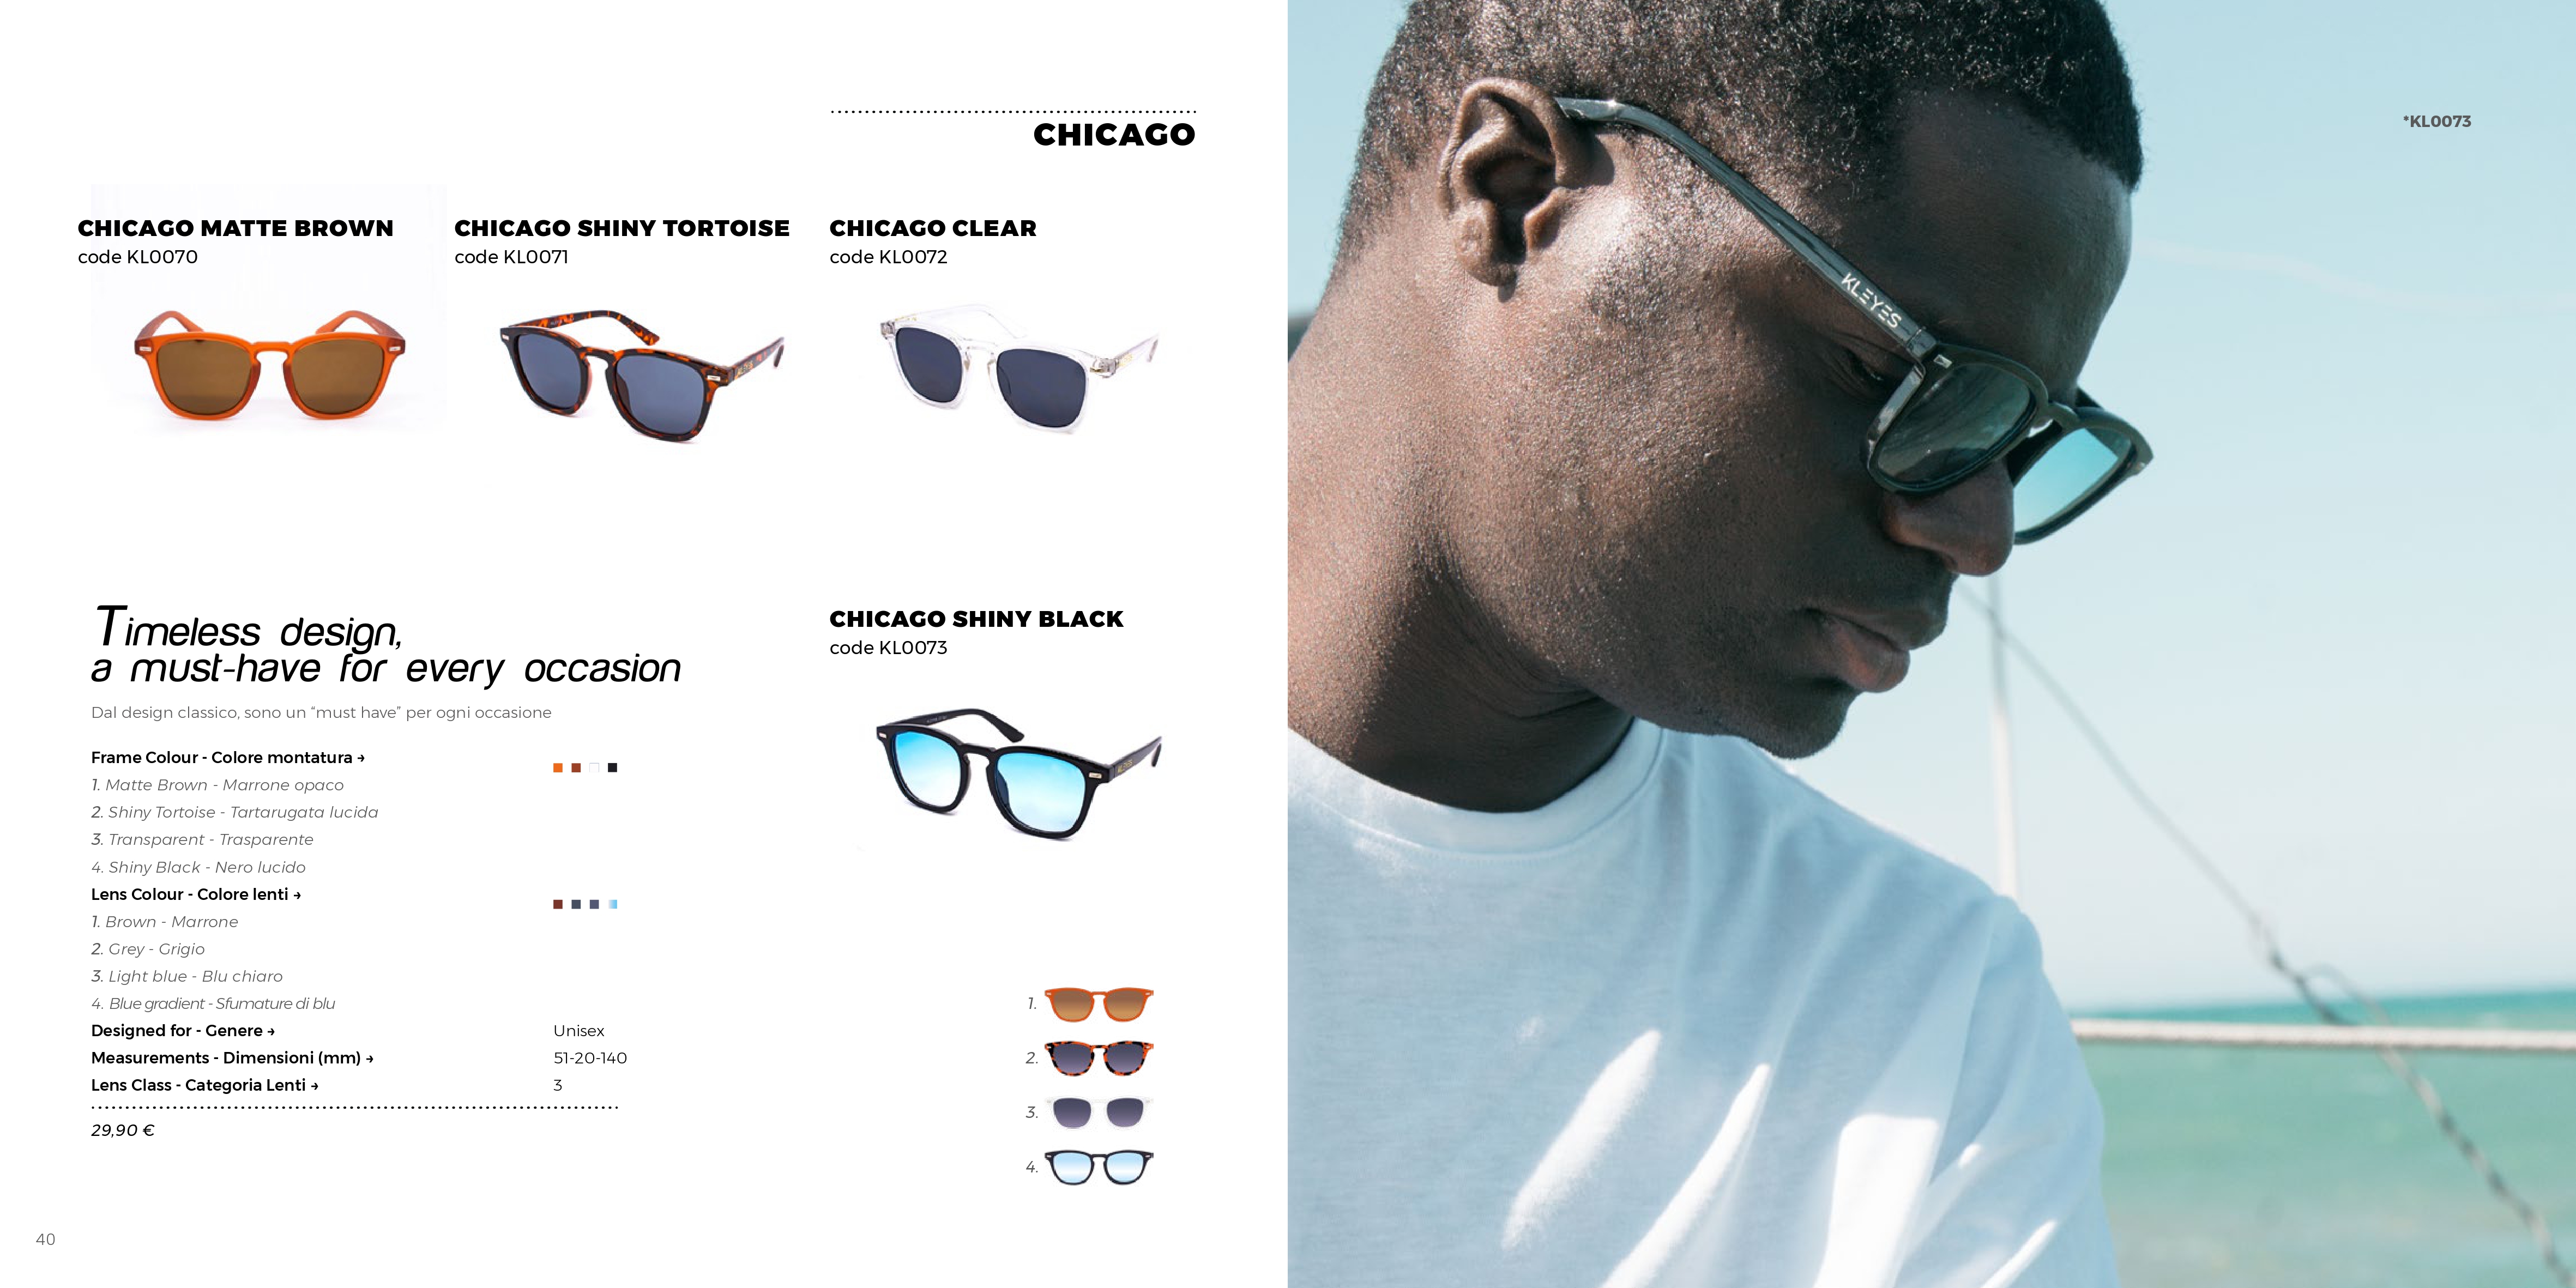 CHICAGO
CHICAGO MATTE BROWN
code KL0070
CHICAGO SHINY TORTOISE
code KL0071
CHICAGO CLEAR
code KL0072
Timeless design,
a must-have for every occasion
Dal design classico, sono un “must have” per ogni occasione
Frame Colour - Colore montatura →
1. Matte Brown - Marrone opaco
2. Shiny Tortoise - Tartarugata lucida
3. Transparent - Trasparente
4. Shiny Black - Nero lucido
Lens Colour - Colore lenti →
1. Brown - Marrone
2. Grey - Grigio
3. Light blue - Blu chiaro
4. Blue gradient - Sfumature di blu
Designed for - Genere → Unisex
Measurements - Dimensioni (mm) → 51-20-140
Lens Class - Categoria Lenti → 3
29,90 €
CHICAGO SHINY BLACK
code KL0073
1.
2.
3.
4.
40
*KL0073
KLEYES